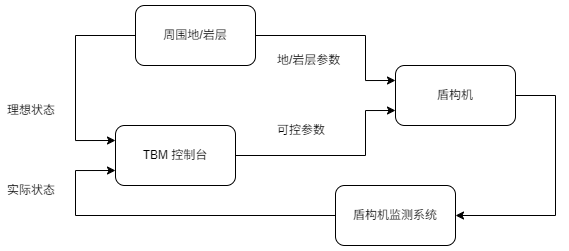 周围地/岩层
地/岩层参数
盾构机
理想状态
可控参数
TBM 控制台
实际状态
盾构机监测系统